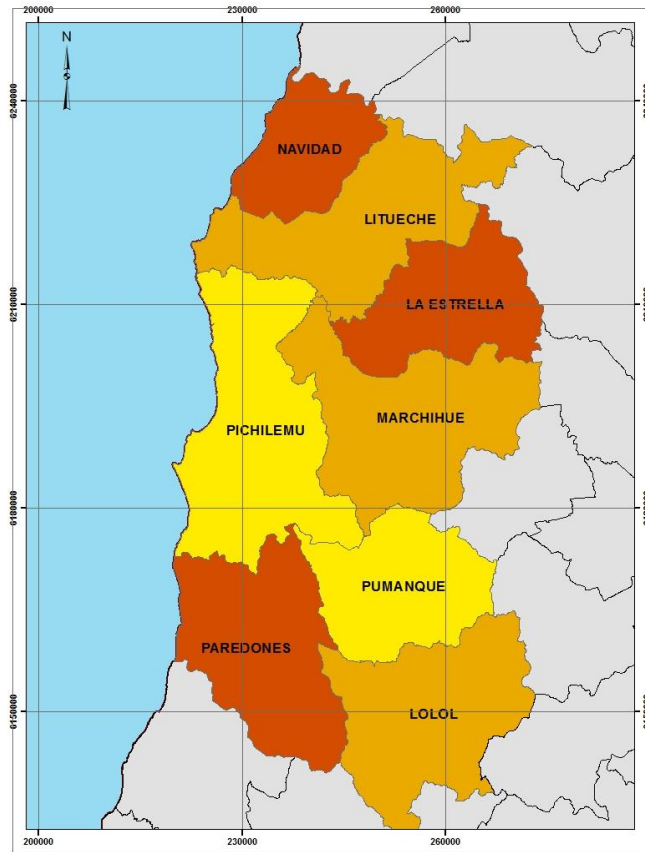 200000 230000 260000
N
6240000
NAVIDAD
LITUECHE
6210000
LA ESTRELLA
MARCHIHUE
PICHILEMU
6180000
PUMANQUE
PAREDONES
6150000
LOLOL
200000 230000 260000